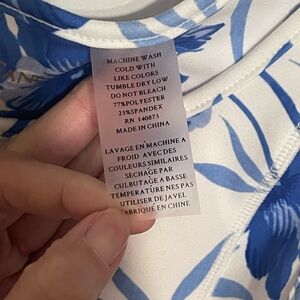 MACHINE WASH
COLD WITH
LIKE COLORS
TUMBLE DRY LOW
DO NOT BLEACH
77%POLYESTER
23%SPANDEX
RN 140873
MADE IN CHINA
LAVAGE EN MACHINE A
FROID AVEC DES
COULEURS SIMILAIRES
SECHAGE PAR
CULBUTAGE A BASSE
TEMPERATURE NES PAS
UTILISER DE JAVEL
FABRIQUE EN CHINE